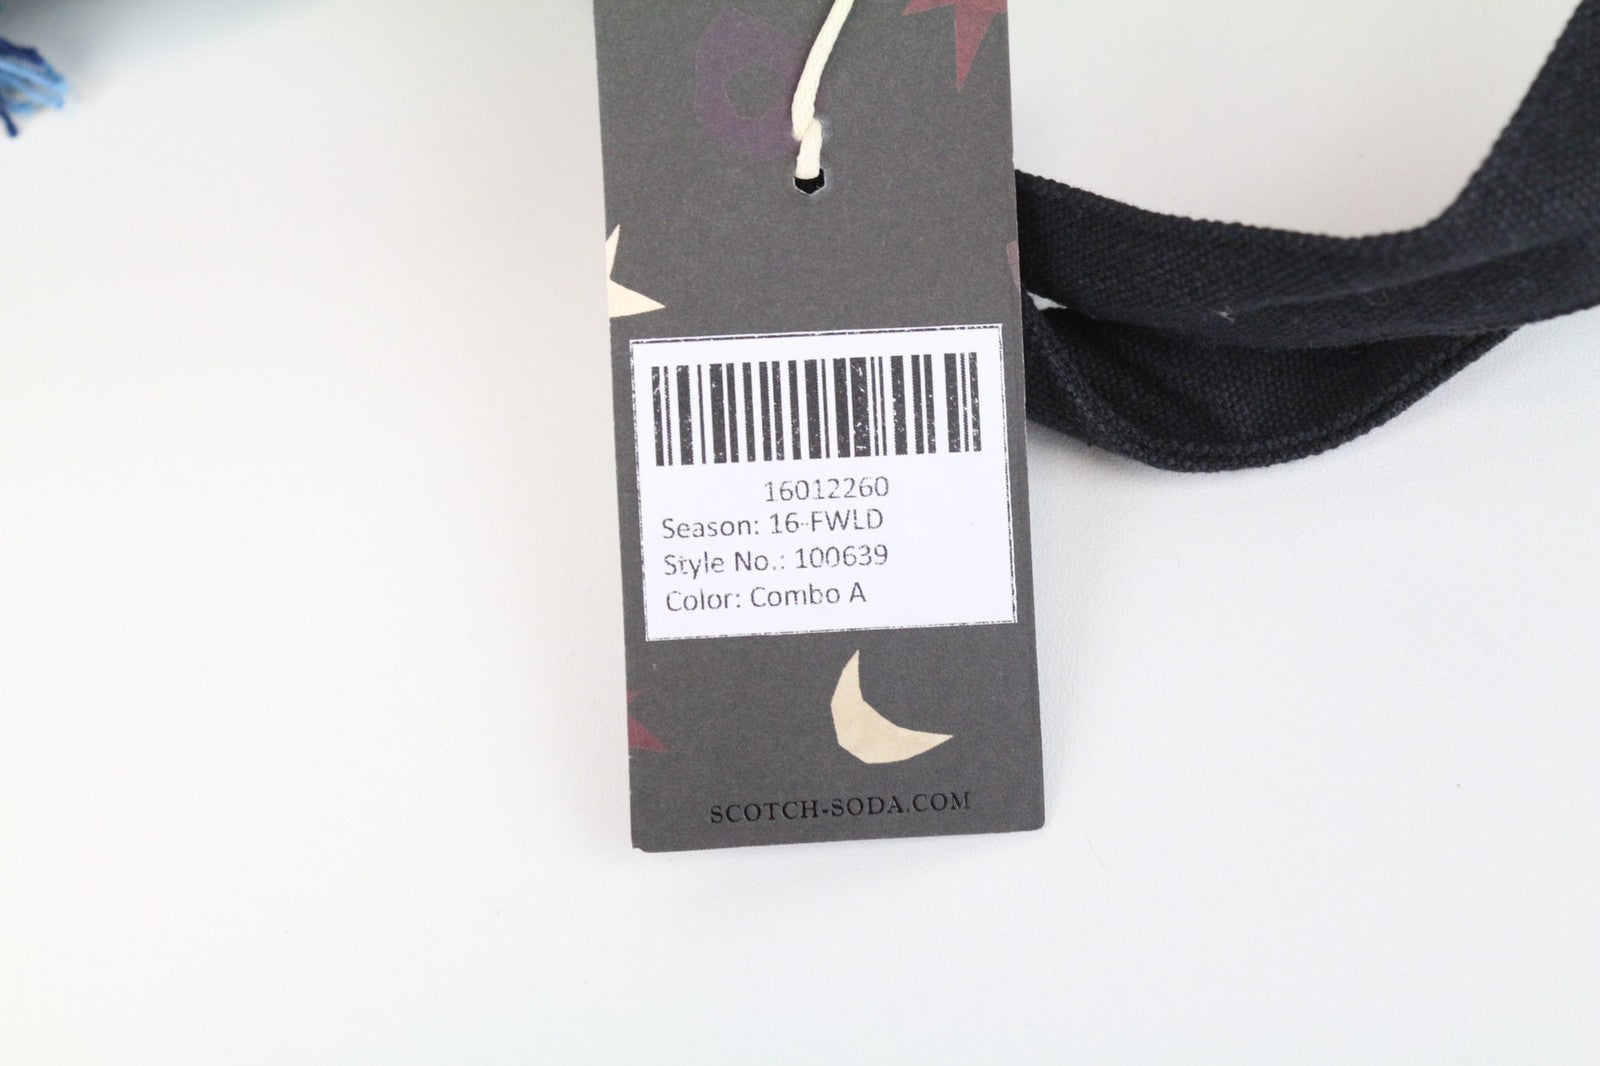 16012260
Season: 16-FWLD
Style No.: 100639
Color: Combo A
SCOTCH-SODA.COM